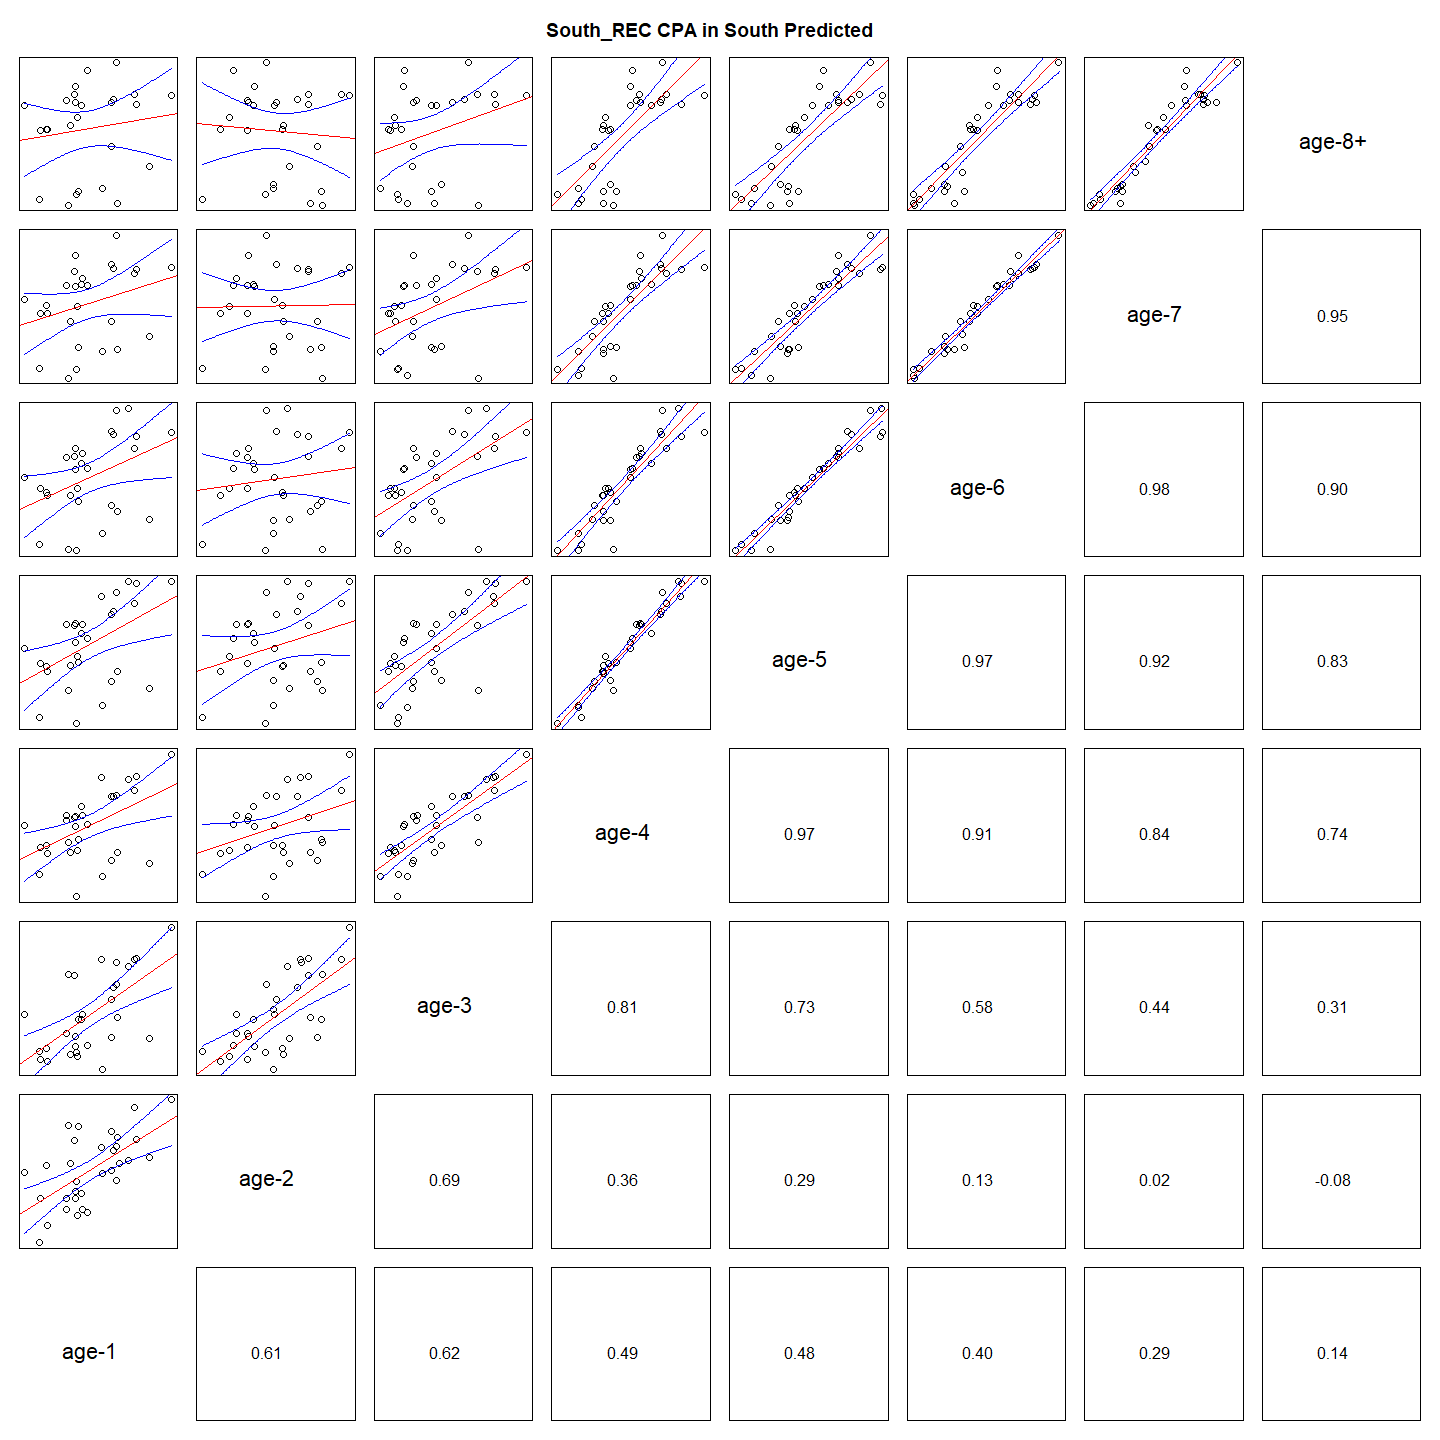 South_REC CPA in South Predicted
age-8+
age-7 0.95
age-6 0.98 0.90
age-5 0.97 0.92 0.83
age-4 0.97 0.91 0.84 0.74
age-3 0.81 0.73 0.58 0.44 0.31
age-2 0.69 0.36 0.29 0.13 0.02 -0.08
age-1 0.61 0.62 0.49 0.48 0.40 0.29 0.14